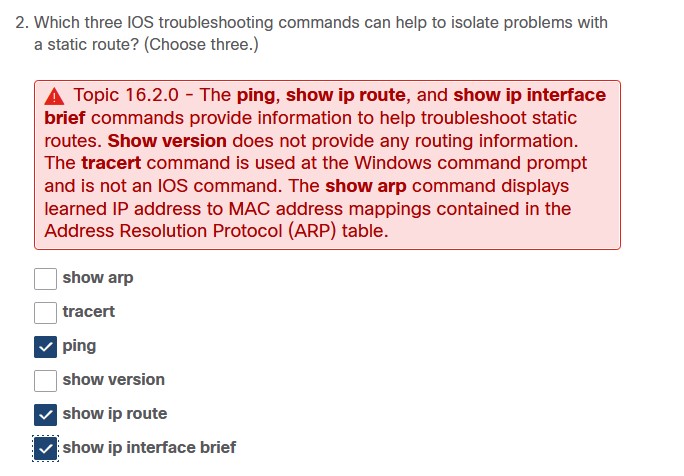 2. Which three IOS troubleshooting commands can help to isolate problems with
a static route? (Choose three.)
Topic 16.2.0 - The ping, show ip route, and show ip interface
brief commands provide information to help troubleshoot static
routes. Show version does not provide any routing information.
The tracert command is used at the Windows command prompt
and is not an IOS command. The show arp command displays
learned IP address to MAC address mappings contained in the
Address Resolution Protocol (ARP) table.
show arp
tracert
ping
show version
show ip route
show ip interface brief